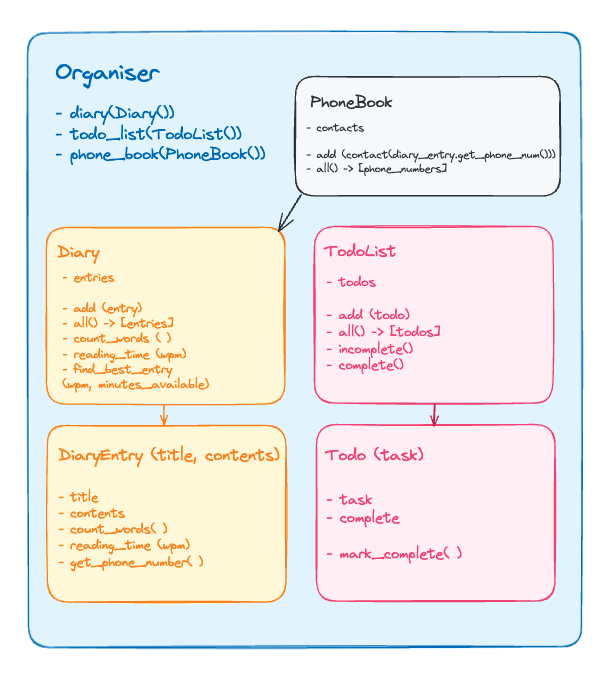 Organiser
- diary(Diary())
- todo_list(TodoList())
- phone_book(PhoneBook())
PhoneBook
- contacts
- add (contact(diary_entry.get_phone_num()))
- all() -> [phone_numbers]
Diary
- entries
- add (entry)
- all() -> [entries]
- count_words ( )
- reading_time (wpm)
- find_best_entry
(wpm, minutes_available)
TodoList
- todos
- add (todo)
- all() -> [todos]
- incomplete()
- complete()
DiaryEntry (title, contents)
- title
- contents
- count_words( )
- reading_time (wpm)
- get_phone_number( )
Todo (task)
- task
- complete
- mark_complete( )